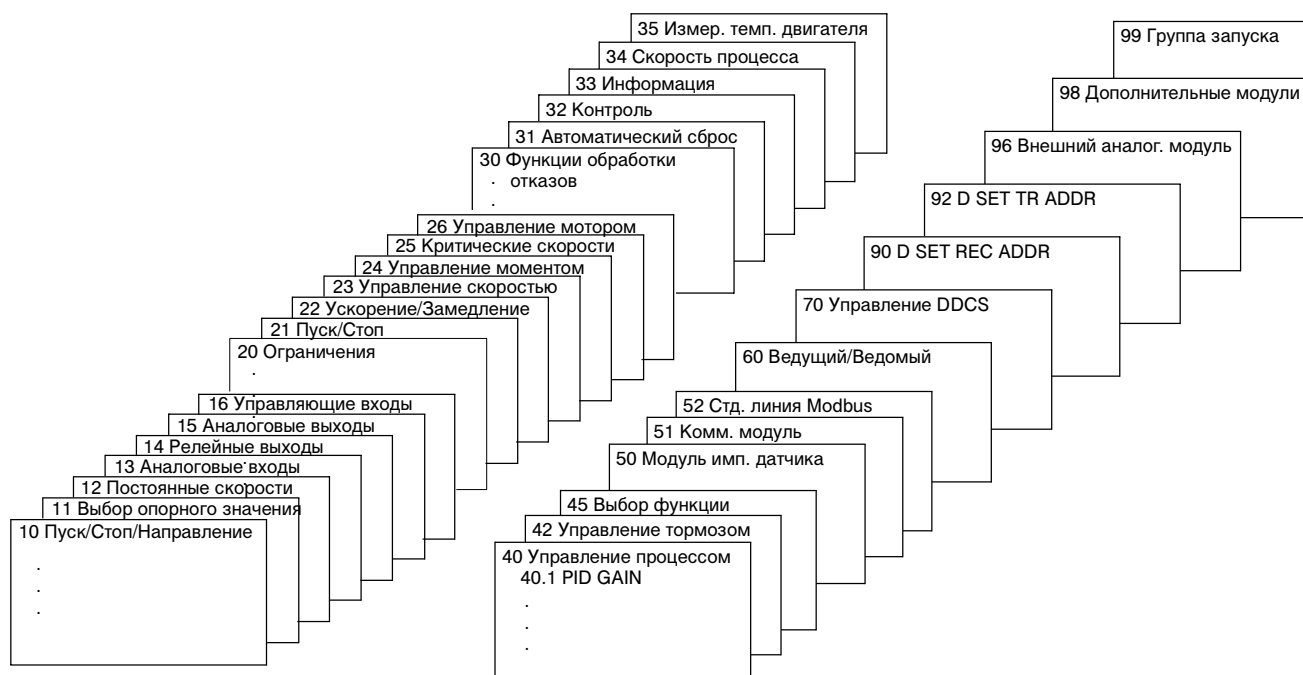 35 Измер. темп. двигателя
34 Скорость процесса
33 Информация
32 Контроль
31 Автоматический сброс
30 Функции обработки
отказов
26 Управление мотором
25 Критические скорости
24 Управление моментом
23 Управление скоростью
22 Ускорение/Замедление
21 Пуск/Стоп
20 Ограничения
16 Управляющие входы
15 Аналоговые выходы
14 Релейные выходы
13 Аналоговые входы
12 Постоянные скорости
11 Выбор опорного значения
10 Пуск/Стоп/Направление
99 Группа запуска
98 Дополнительные модули
96 Внешний аналог. модуль
92 D SET TR ADDR
90 D SET REC ADDR
70 Управление DDCS
60 Ведущий/Ведомый
52 Стд. линия Modbus
51 Комм. модуль
50 Модуль имп. датчика
45 Выбор функции
42 Управление тормозом
40 Управление процессом
40.1 PID GAIN